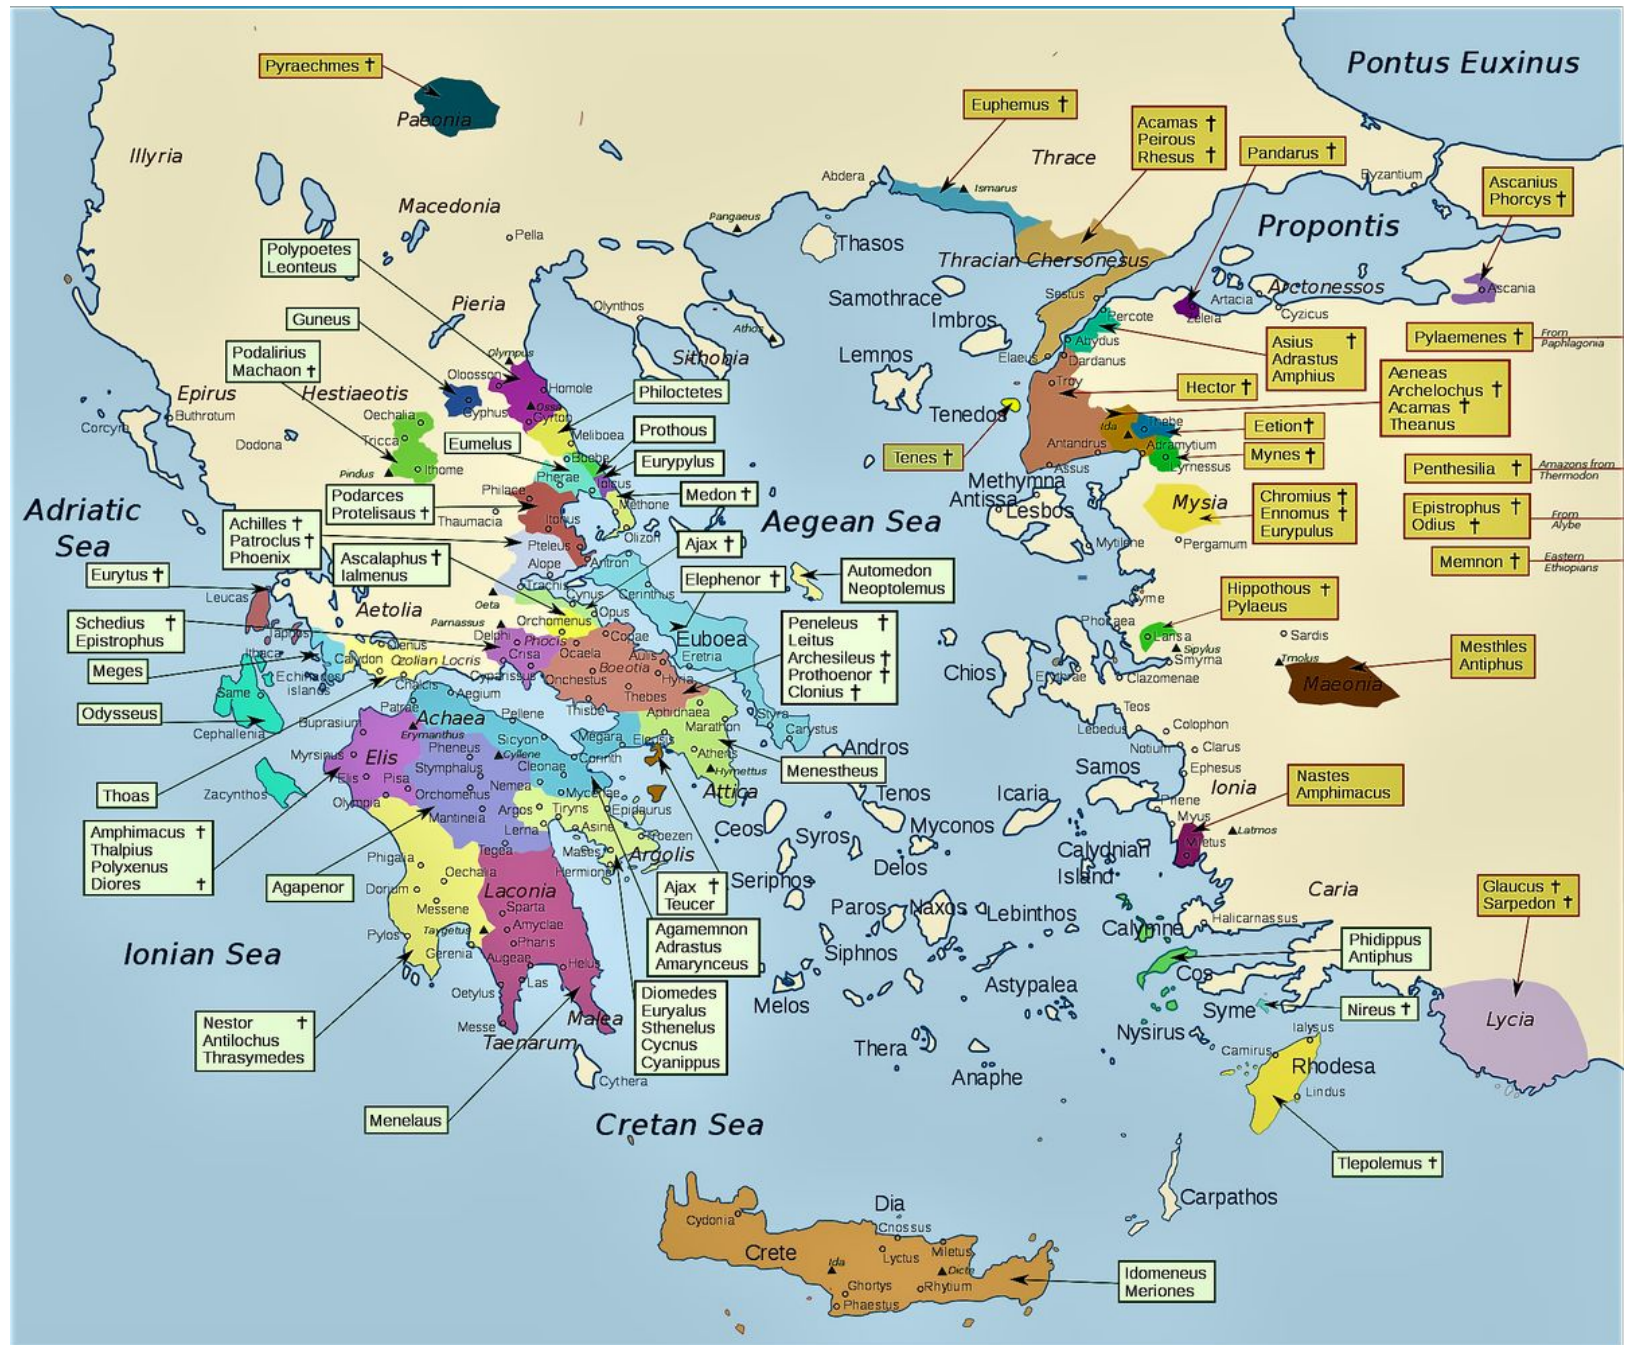 Pontus Euxinus
Pyraechmes †
Paeonia
Illyria
Euphemus †
Acamas †
Peirous
Rhesus †
Pandarus †
Thrace
Byzantium
Ascanius
Phorcys †
Abdera
Ismarus
Macedonia
Pella
Pangaeus
Thasos
Propontis
Polypoetes
Leonteus
Thracian Chersonesus
Samothrace
Sestus
Artacia
Arctonessos
Ascania
Pieria
Olynthos
Guneus
Imbros
Percote
Zeleia
Cyzicus
Athos
Abydus
Asius †
Adrastus
Amphius
Pylaemenes †
From
Paphlagonia
Podalirius
Machaon †
Olympus
Sithonia
Lemnos
Elaeus
Dardanus
Aeneas
Archelochus †
Acamas †
Theanus
Oloosson
Homole
Troy
Hector †
Epirus
Hestiaeotis
Philoctetes
Cyphus
Ossa
Gyrton
Tenedos
Buthrotum
Corcyra
Oechalia
Thebe
Ida
Eetion†
Dodona
Tricca
Eumelus
Meliboea
Prothous
Antandrus
Adramytium
Tenes †
Mynes †
Boebe
Eurypylus
Pindus
Ithome
Pherae
Assus
Lyrnessus
Penthesilia †
Amazons from
Thermodon
Methymna
Podarces
Protelisaus †
Philace
Medon †
Antissa
Lesbos
Mysia
Chromius †
Ennomus †
Eurypulus
Epistrophus †
Odius †
From
Alybe
Methone
Adriatic
Sea
Achilles †
Patroclus †
Phoenix
Thaumacia
Itonus
Aegean Sea
Olizon
Pteleus
Mytilene
Pergamum
Ajax †
Ascalaphus †
Ialmenus
Memnon †
Eastern
Ethiopians
Alope
Antron
Eurytus †
Elephenor †
Automedon
Neoptolemus
Leucas
Trachis
Cynus
Cerinthus
Cyme
Hippothous †
Pylaeus
Oeta
Aetolia
Opus
Phocaea
Schedius †
Epistrophus
Parnassus
Orchomenus
Peneleus †
Leitus
Archesileus †
Prothoenor †
Clonius †
Taphos
Delphi
Phocis
Copae
Euboea
Larisa
Sardis
Olenus
Ithaca
Calydon
Ozolian Locris
Crisa
Ocaela
Aulis
Eretria
Sipylus
Smyrna
Tmolus
Mesthles
Antiphus
Meges
Echinades
islands
Boeotia
Hyria
Chios
Erythrae
Clazomenae
Maeonia
Same
Chalcis
Cyparissus
Onchestus
Aegium
Thebes
Odysseus
Patrae
Achaea
Pellene
Thisbe
Aphidnaea
Styra
Teos
Buprasium
Marathon
Cephallenia
Erymanthus
Sicyon
Megara
Eleusis
Carystus
Lebedus
Colophon
Elis
Pheneus
Andros
Notium
Clarus
Myrsinus
Cyllene
Corinth
Athens
Stymphalus
Cleonae
Hymettus
Menestheus
Samos
Ephesus
Elis
Pisa
Nemea
Attica
Nastes
Amphimacus
Thoas
Zacynthos
Orchomenus
Mycenae
Tenos
Icaria
Ionia
Olympia
Priene
Argos
Tiryns
Epidaurus
Mantineia
Myus
Amphimacus †
Thalpius
Polyxenus
Diores †
Lerna
Asine
Ceos
Syros
Myconos
Latmos
Troezen
Miletus
Tegea
Mases
Argolis
Calydnian
Island
Phigalia
Delos
Oechalia
Hermione
Agapenor
Dorium
Laconia
Ajax †
Teucer
Seriphos
Caria
Glaucus †
Sarpedon †
Messene
Sparta
Paros
Naxos
Lebinthos
Halicarnassus
Taygetus
Amyclae
Agamemnon
Adrastus
Amarynceus
Calymne
Pylos
Pharis
Ionian Sea
Gerenia
Augeae
Helus
Siphnos
Phidippus
Antiphus
Cos
Las
Oetylus
Diomedes
Euryalus
Sthenelus
Cycnus
Cyanippus
Melos
Astypalea
Syme
Nireus †
Lycia
Nestor †
Antilochus
Thrasymedes
Messe
Malea
Taenarum
Nysirus
Ialysus
Thera
Camirus
Rhodesa
Anaphe
Cythera
Lindus
Menelaus
Cretan Sea
Tlepolemus †
Carpathos
Dia
Cydonia
Cnossus
Crete
Lyctus
Miletus
Ida
Dicte
Idomeneus
Meriones
Ghortys
Rhytium
Phaestus